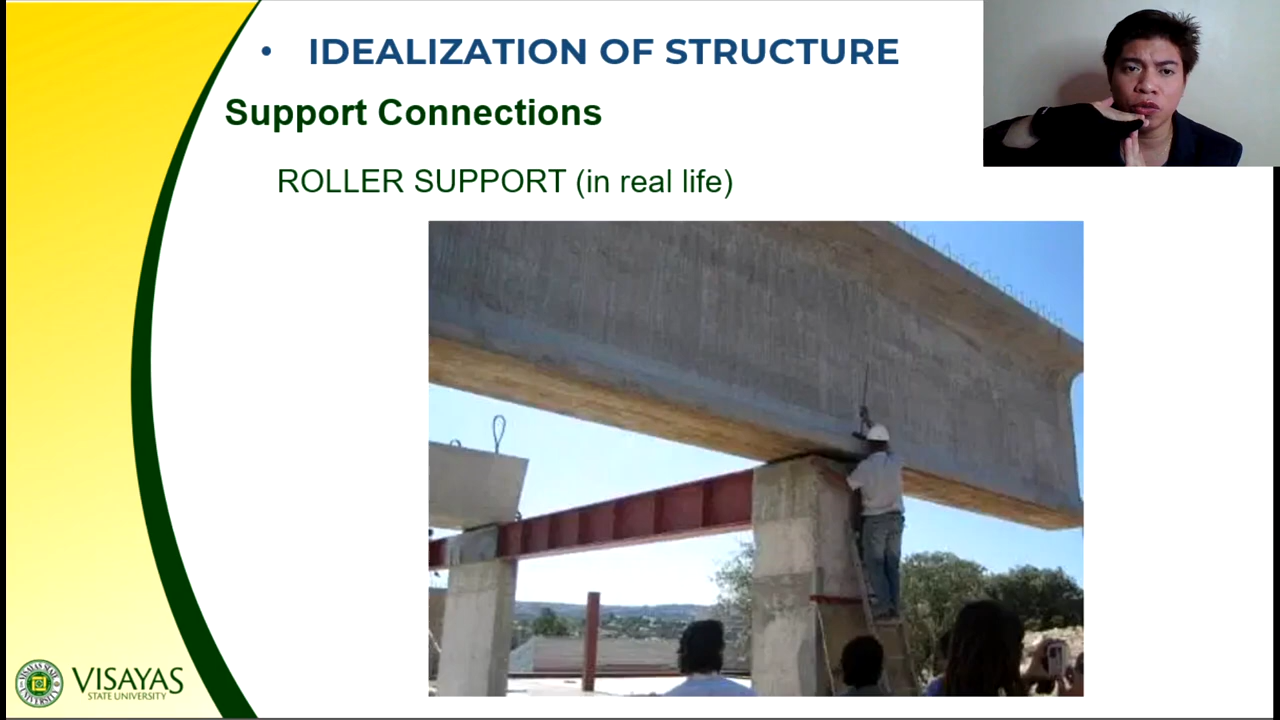 • IDEALIZATION OF STRUCTURE
Support Connections
ROLLER SUPPORT (in real life)
VISAYAS
STATE UNIVERSITY